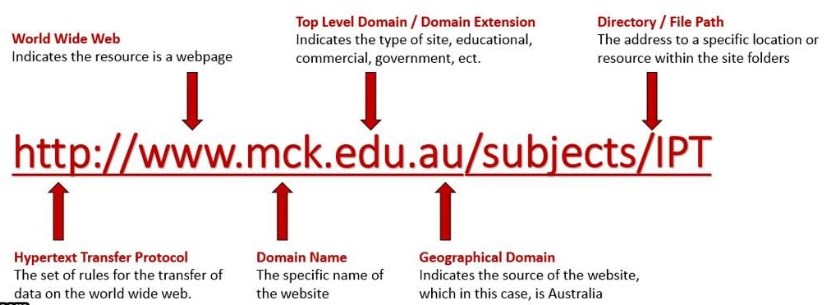 World Wide Web
Indicates the resource is a webpage
Top Level Domain / Domain Extension
Indicates the type of site, educational,
commercial, government, ect.
Directory / File Path
The address to a specific location or
resource within the site folders
http://www.mck.edu.au/subjects/IPT
Hypertext Transfer Protocol
The set of rules for the transfer of
data on the world wide web.
Domain Name
The specific name of
the website
Geographical Domain
Indicates the source of the website,
which in this case, is Australia